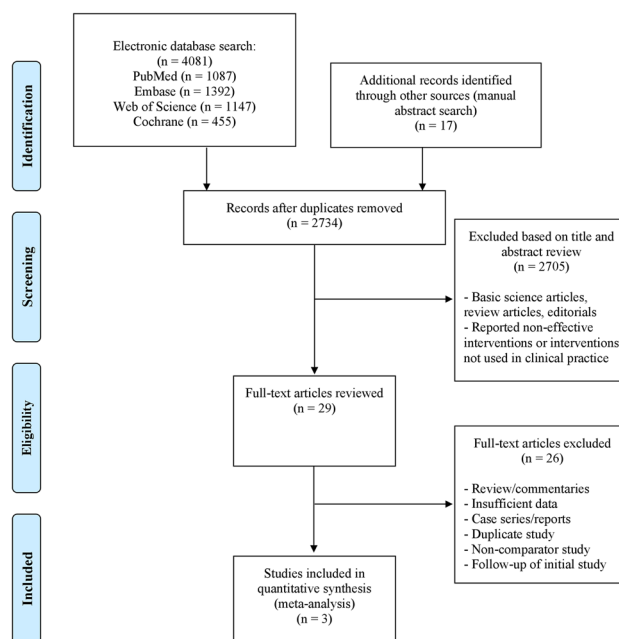 Electronic database search:
(n = 4081)
PubMed (n = 1087)
Embase (n = 1392)
Web of Science (n = 1147)
Cochrane (n = 455)
Additional records identified
through other sources (manual
abstract search)
(n = 17)
Identification
Records after duplicates removed
(n = 2734)
Screening
Excluded based on title and
abstract review
(n = 2705)
- Basic science articles,
review articles, editorials
- Reported non-effective
interventions or interventions
not used in clinical practice
Eligibility
Full-text articles reviewed
(n = 29)
Full-text articles excluded
(n = 26)
- Review/commentaries
- Insufficient data
- Case series/reports
- Duplicate study
- Non-comparator study
- Follow-up of initial study
Included
Studies included in
quantitative synthesis
(meta-analysis)
(n = 3)